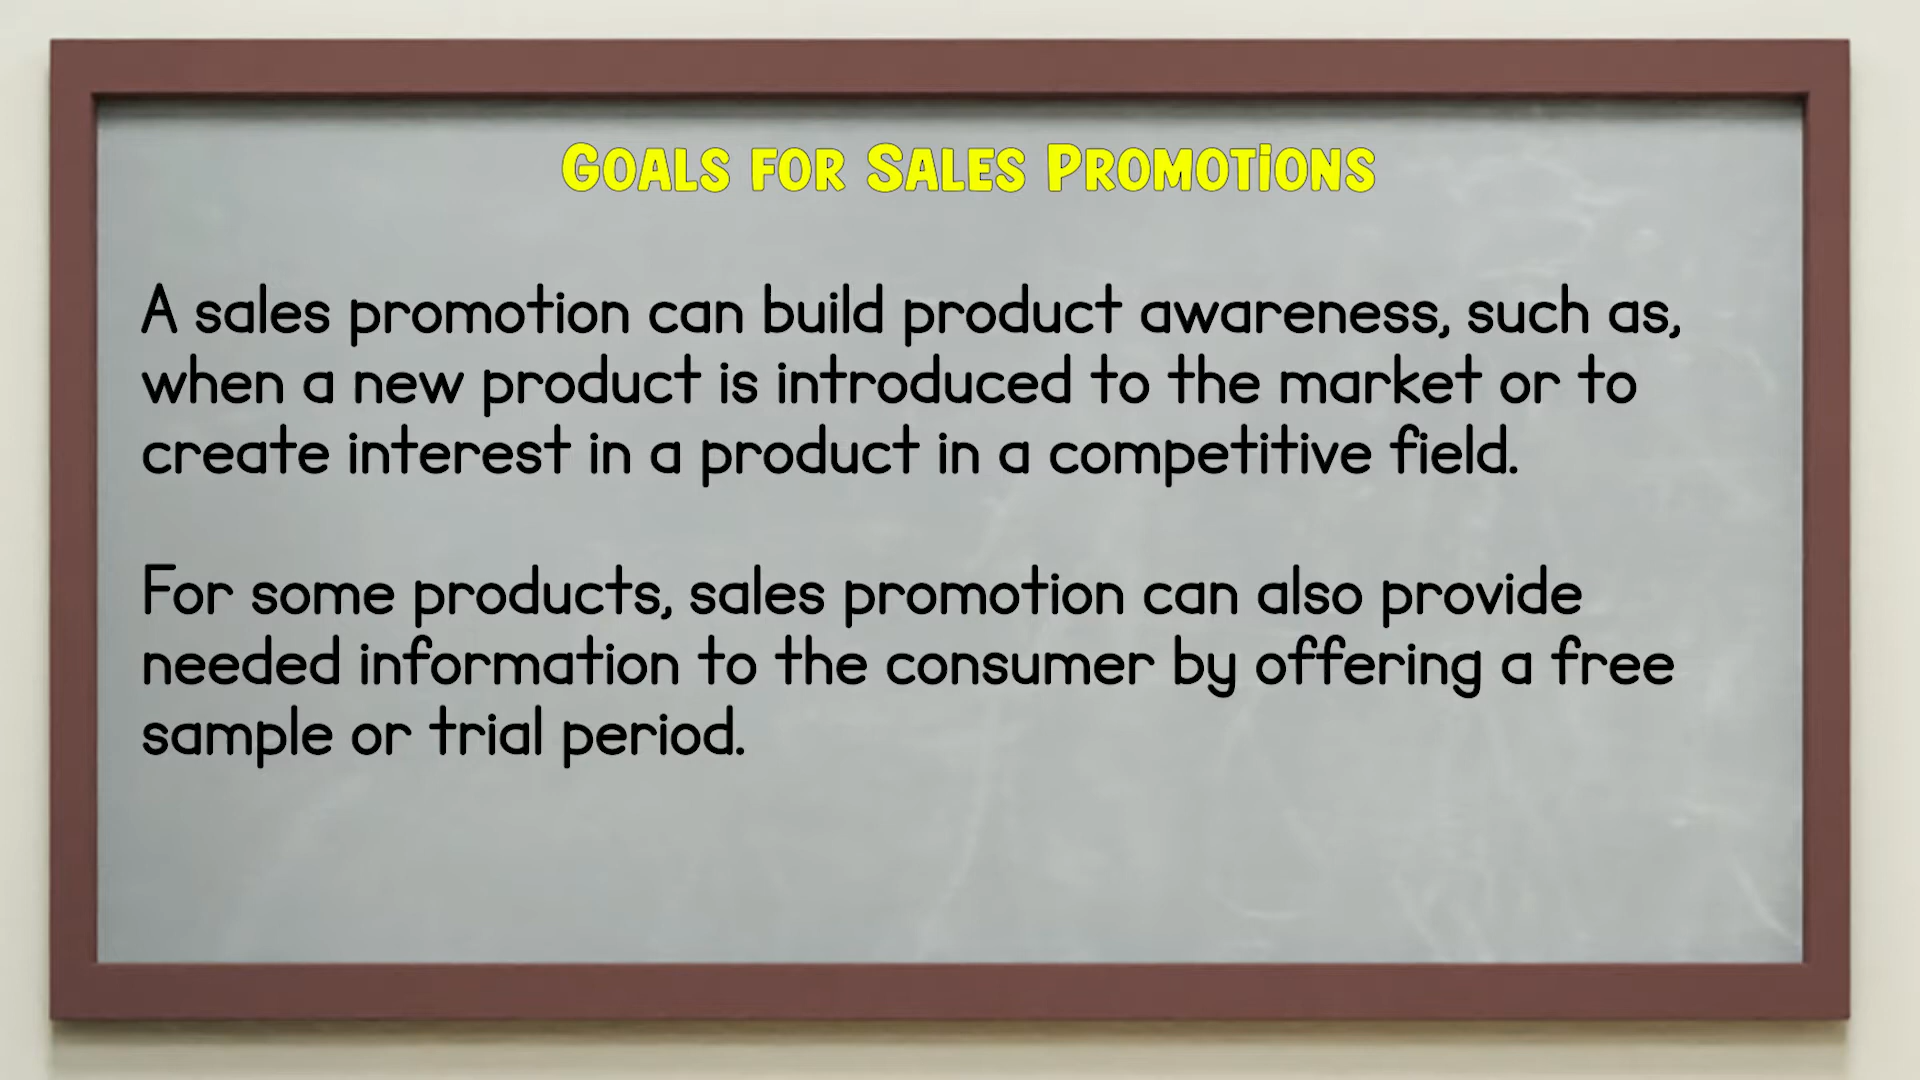 Goals for Sales Promotions
A sales promotion can build product awareness, such as,
when a new product is introduced to the market or to
create interest in a product in a competitive field.
For some products, sales promotion can also provide
needed information to the consumer by offering a free
sample or trial period.